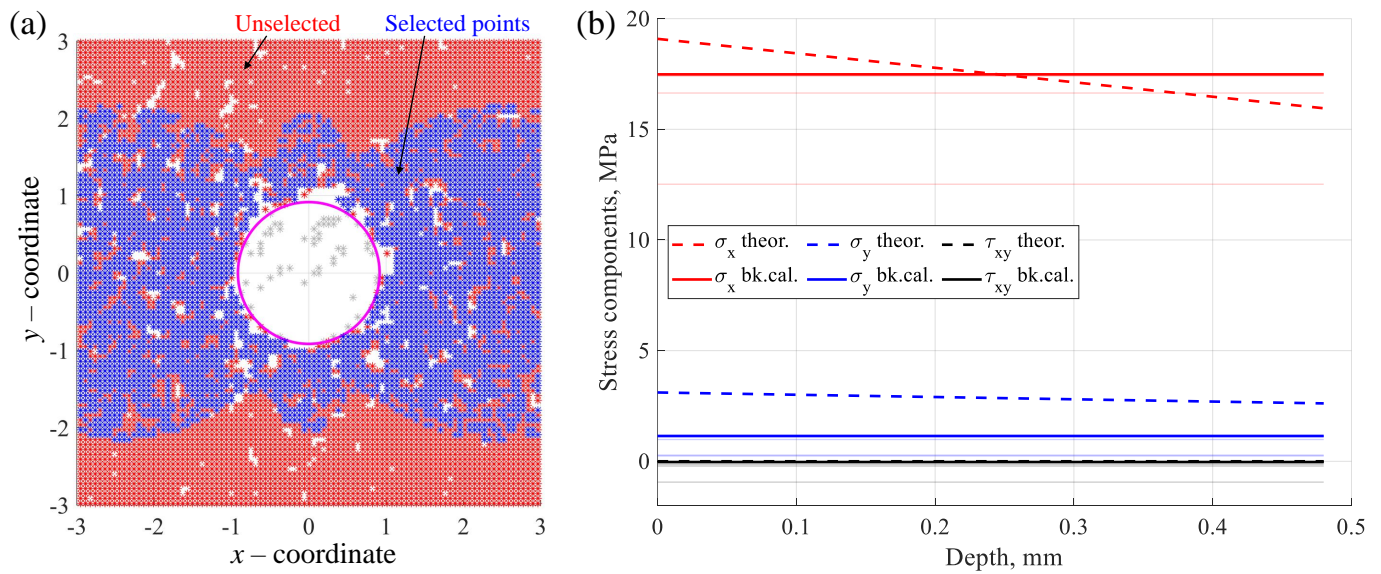 (a)
Unselected
Selected points
3
2
1
0
-1
-2
-3
y – coordinate
-3
-2
-1
0
1
2
3
x – coordinate
(b)
20
15
10
5
0
Stress components, MPa
σx theor.
σy theor.
τxy theor.
σx bk.cal.
σy bk.cal.
τxy bk.cal.
0
0.1
0.2
0.3
0.4
0.5
Depth, mm